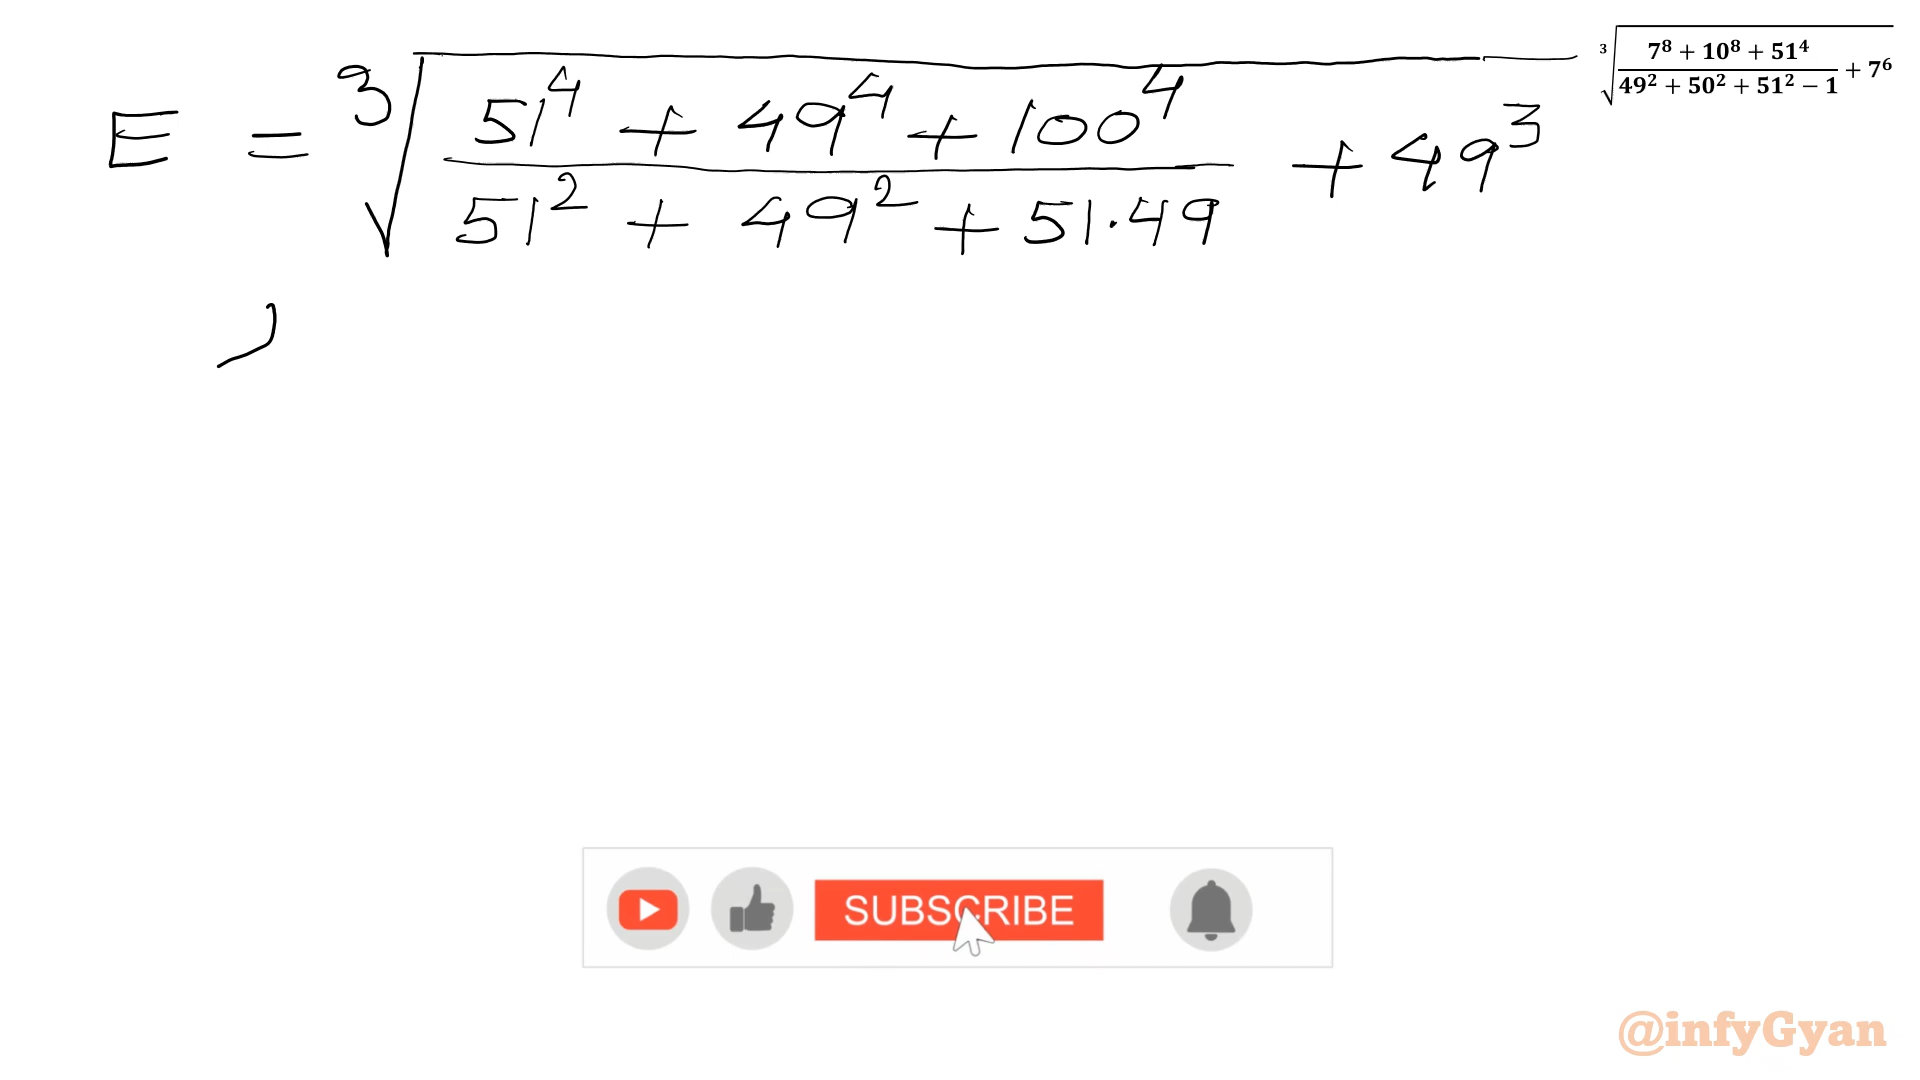 E = ∛((51⁴ + 49⁴ + 100⁴)/(51² + 49² + 51·49) + 49³)
∛((7⁸ + 10⁸ + 51⁴)/(49² + 50² + 51² − 1) + 7⁶)
SUBSCRIBE
@infyGyan